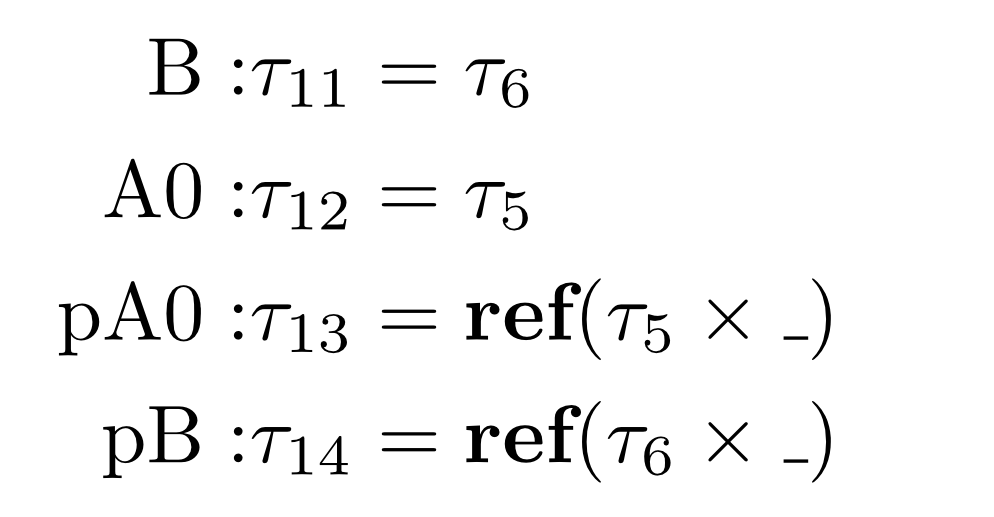 B :τ₁₁ = τ₆
A0 :τ₁₂ = τ₅
pA0 :τ₁₃ = ref(τ₅ × _)
pB :τ₁₄ = ref(τ₆ × _)